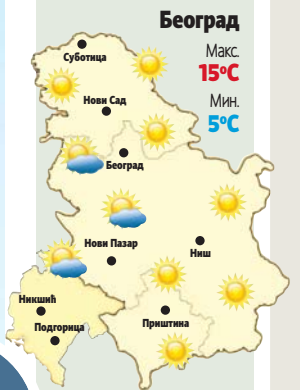 Београд
Макс.
15°C
Мин.
5°C
Суботица
Нови Сад
Београд
Нови Пазар
Ниш
Никшић
Подгорица
Приштина